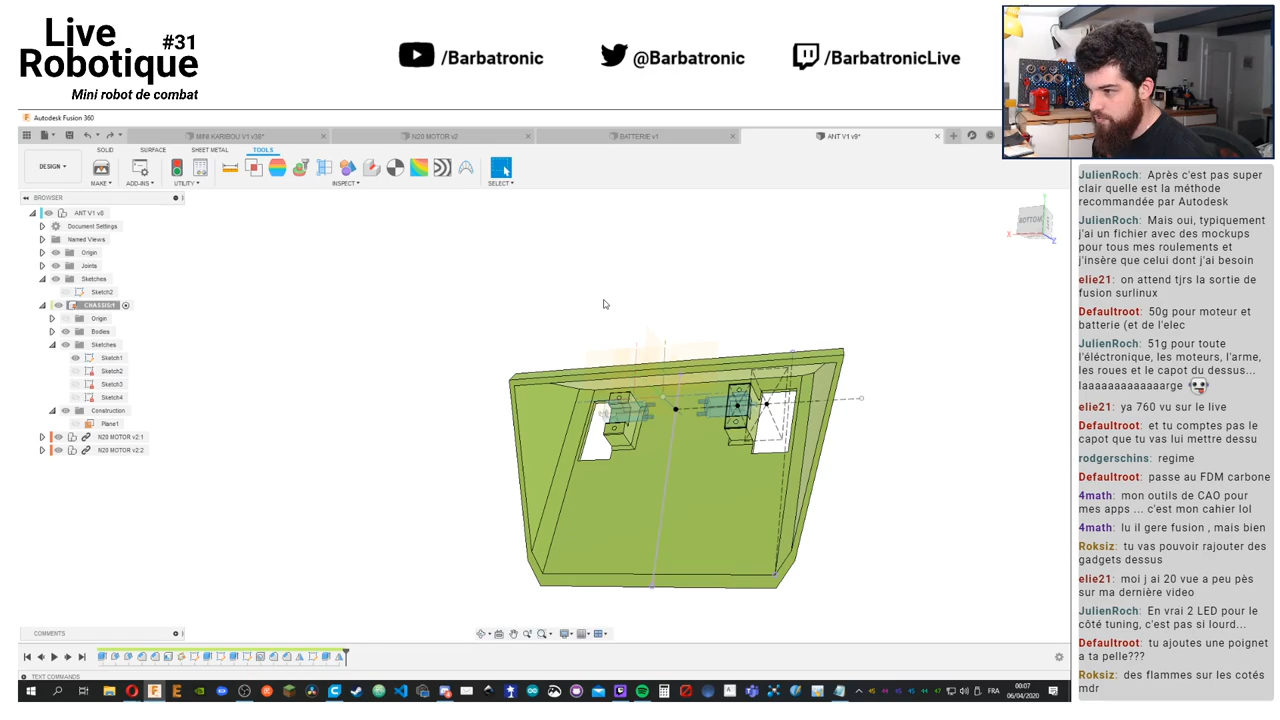 Live
Robotique #31
Mini robot de combat
/Barbatronic
@Barbatronic
/BarbatronicLive
Autodesk Fusion 360
MINI KARIBOU V1 v38*
N20 MOTOR v2
BATTERIE v1
ANT V1 v8*
SOLID
SURFACE
SHEET METAL
TOOLS
DESIGN
MAKE
ADD-INS
UTILITY
INSPECT
SELECT
BROWSER
ANT V1 v8
Document Settings
Named Views
Origin
Joints
Sketches
Sketch2
CHASSIS:1
Origin
Bodies
Sketches
Sketch1
Sketch2
Sketch3
Sketch4
Construction
Plane1
N20 MOTOR v2:1
N20 MOTOR v2:2
BOTTOM
X
Y
Z
COMMENTS
TEXT COMMANDS
FRA
00:07
06/04/2020
JulienRoch: Après c'est pas super
clair quelle est la méthode
recommandée par Autodesk
JulienRoch: Mais oui, typiquement
j'ai un fichier avec des mockups
pour tous mes roulements et
j'insère que celui dont j'ai besoin
elie21: on attend tjrs la sortie de
fusion surlinux
Defaultroot: 50g pour moteur et
batterie (et de l'elec
JulienRoch: 51g pour toute
l'éléctronique, les moteurs, l'arme,
les roues et le capot du dessus...
laaaaaaaaaaaarge
elie21: ya 760 vu sur le live
Defaultroot: et tu comptes pas le
capot que tu vas lui mettre dessu
rodgerschins: regime
Defaultroot: passe au FDM carbone
4math: mon outils de CAO pour
mes apps ... c'est mon cahier lol
4math: lu il gere fusion , mais bien
Roksiz: tu vas pouvoir rajouter des
gadgets dessus
elie21: moi j ai 20 vue a peu pès
sur ma dernière video
JulienRoch: En vrai 2 LED pour le
côté tuning, c'est pas si lourd...
Defaultroot: tu ajoutes une poignet
a ta pelle???
Roksiz: des flammes sur les cotés
mdr